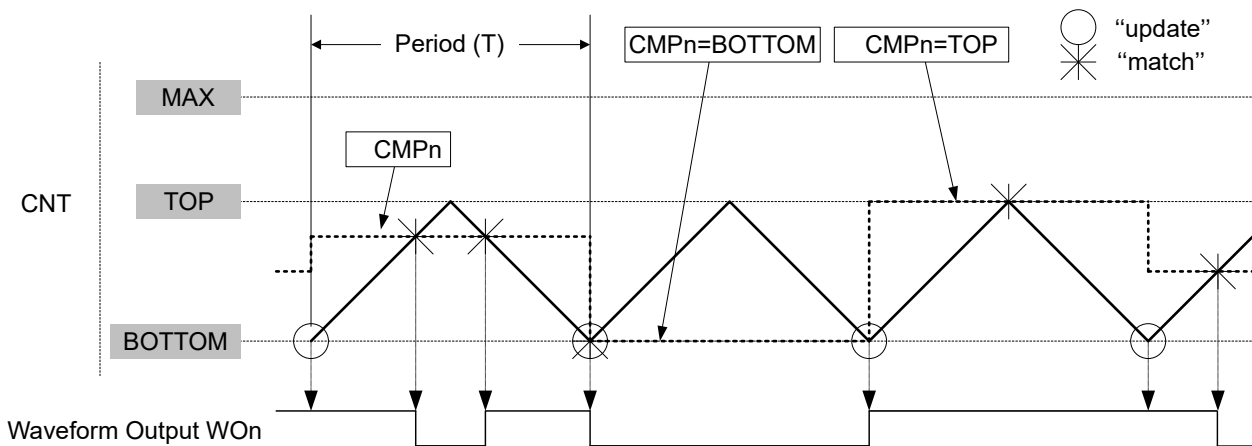 Period (T)
CMPn=BOTTOM
CMPn=TOP
“update”
“match”
MAX
CMPn
CNT
TOP
BOTTOM
Waveform Output WOn